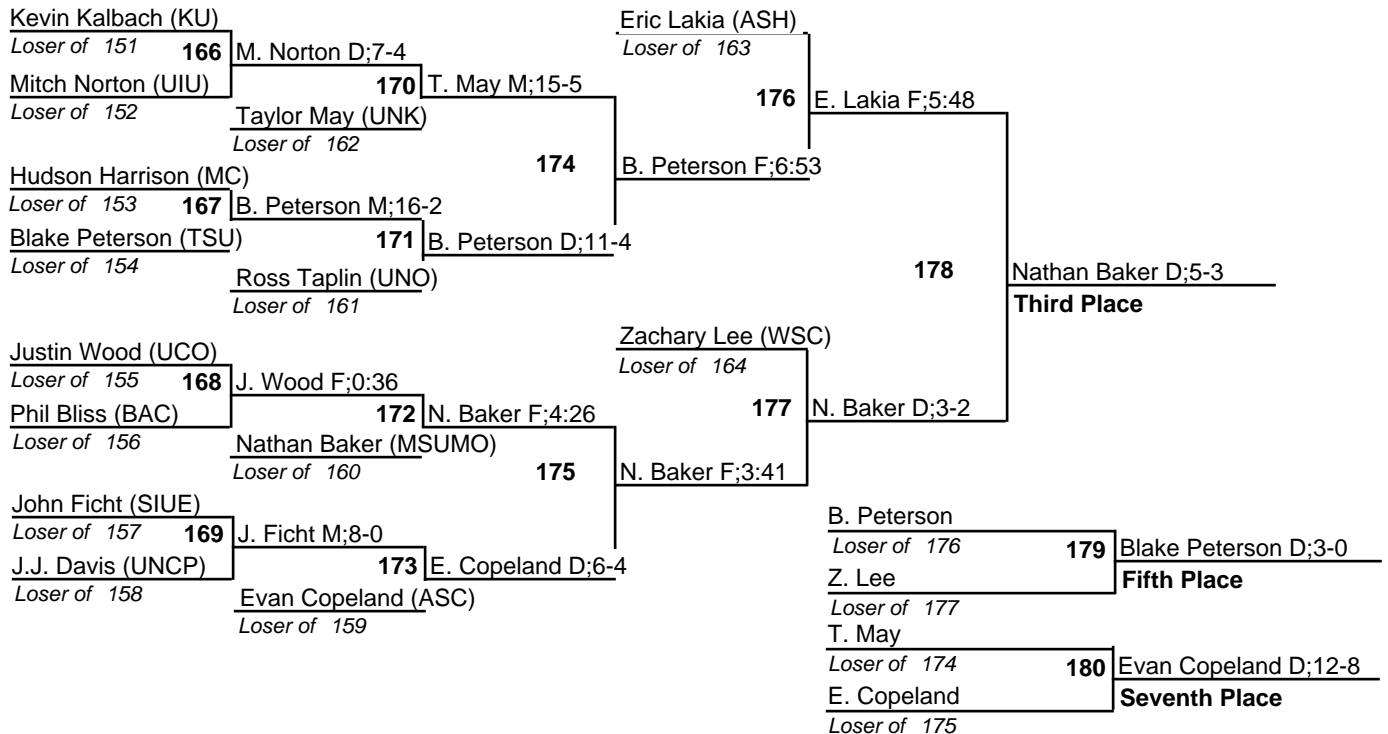 Kevin Kalbach (KU)
Loser of 151
166
M. Norton D;7-4
Mitch Norton (UIU)
Loser of 152
170
T. May M;15-5
Taylor May (UNK)
Loser of 162
Hudson Harrison (MC)
Loser of 153
167
B. Peterson M;16-2
Blake Peterson (TSU)
Loser of 154
171
B. Peterson D;11-4
Ross Taplin (UNO)
Loser of 161
174
B. Peterson F;6:53
Eric Lakia (ASH)
Loser of 163
176
E. Lakia F;5:48
Justin Wood (UCO)
Loser of 155
168
J. Wood F;0:36
Phil Bliss (BAC)
Loser of 156
172
N. Baker F;4:26
Nathan Baker (MSUMO)
Loser of 160
John Ficht (SIUE)
Loser of 157
169
J. Ficht M;8-0
J.J. Davis (UNCP)
Loser of 158
173
E. Copeland D;6-4
Evan Copeland (ASC)
Loser of 159
175
N. Baker F;3:41
Zachary Lee (WSC)
Loser of 164
177
N. Baker D;3-2
178
Nathan Baker D;5-3
Third Place
B. Peterson
Loser of 176
179
Blake Peterson D;3-0
Z. Lee
Fifth Place
Loser of 177
T. May
Loser of 174
180
Evan Copeland D;12-8
E. Copeland
Seventh Place
Loser of 175